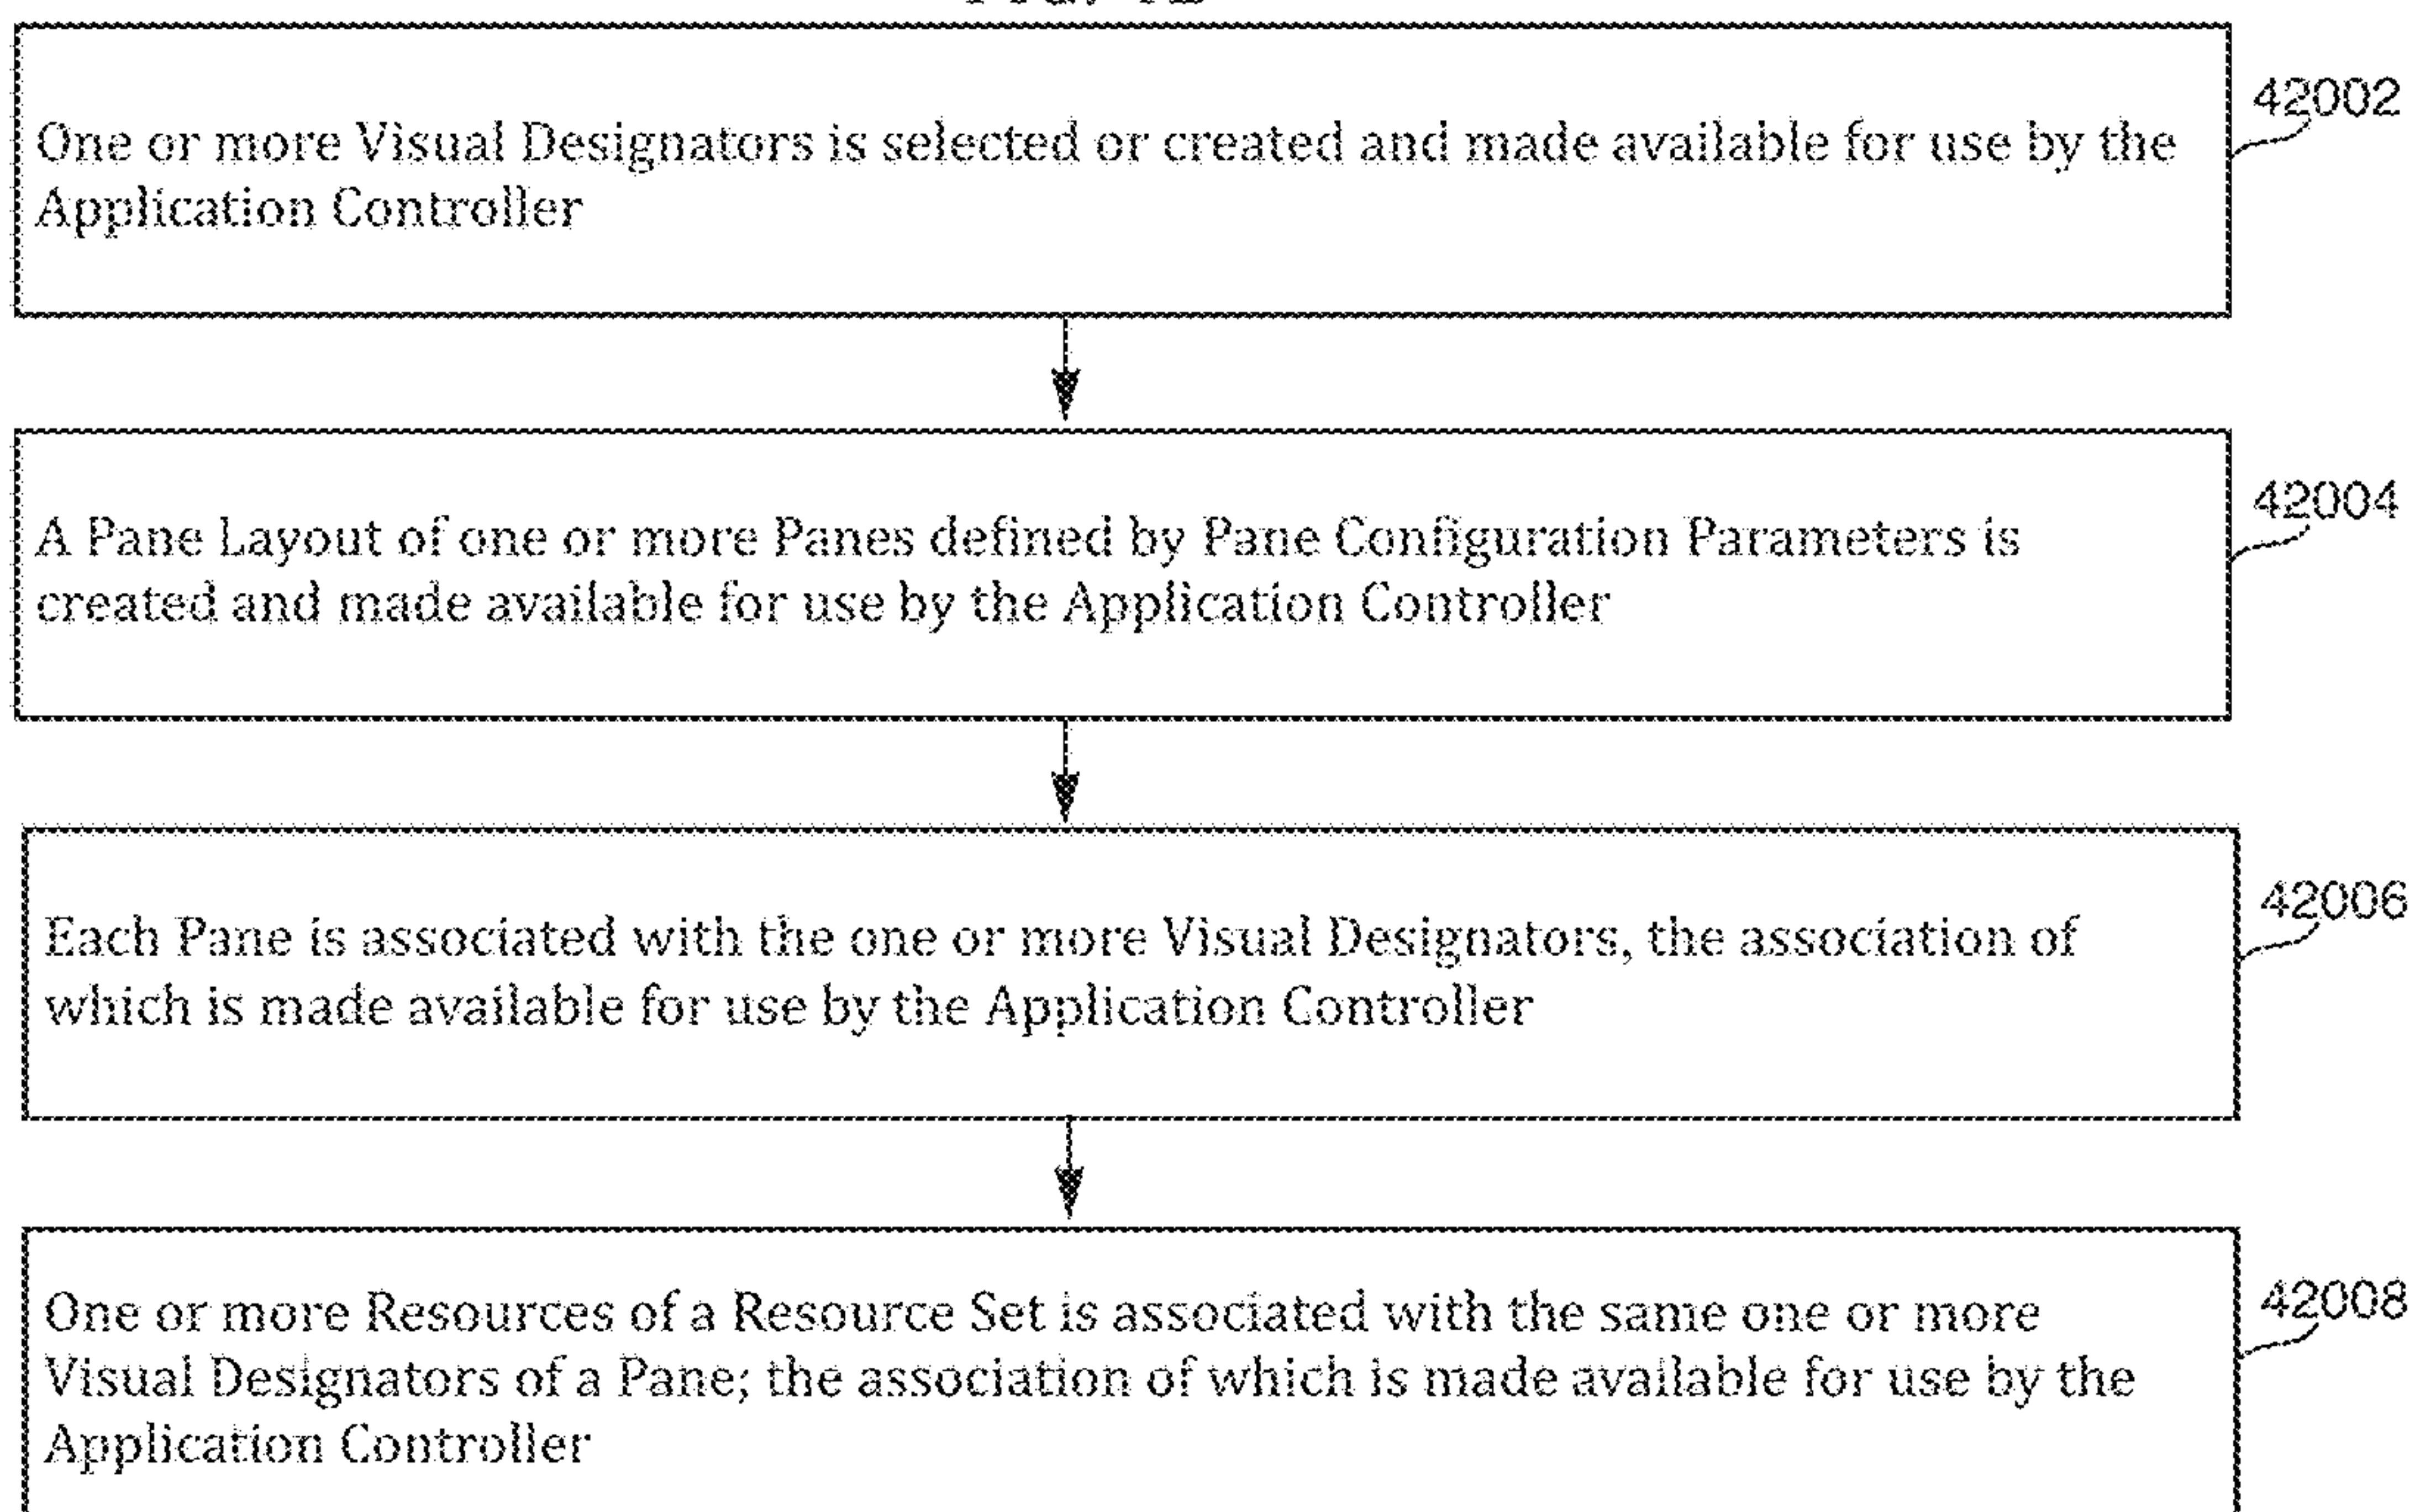 42002
One or more Visual Designators is selected or created and made available for use by the
Application Controller
42004
A Pane Layout of one or more Panes defined by Pane Configuration Parameters is
created and made available for use by the Application Controller
42006
Each Pane is associated with the one or more Visual Designators, the association of
which is made available for use by the Application Controller
42008
One or more Resources of a Resource Set is associated with the same one or more
Visual Designators of a Pane; the association of which is made available for use by the
Application Controller